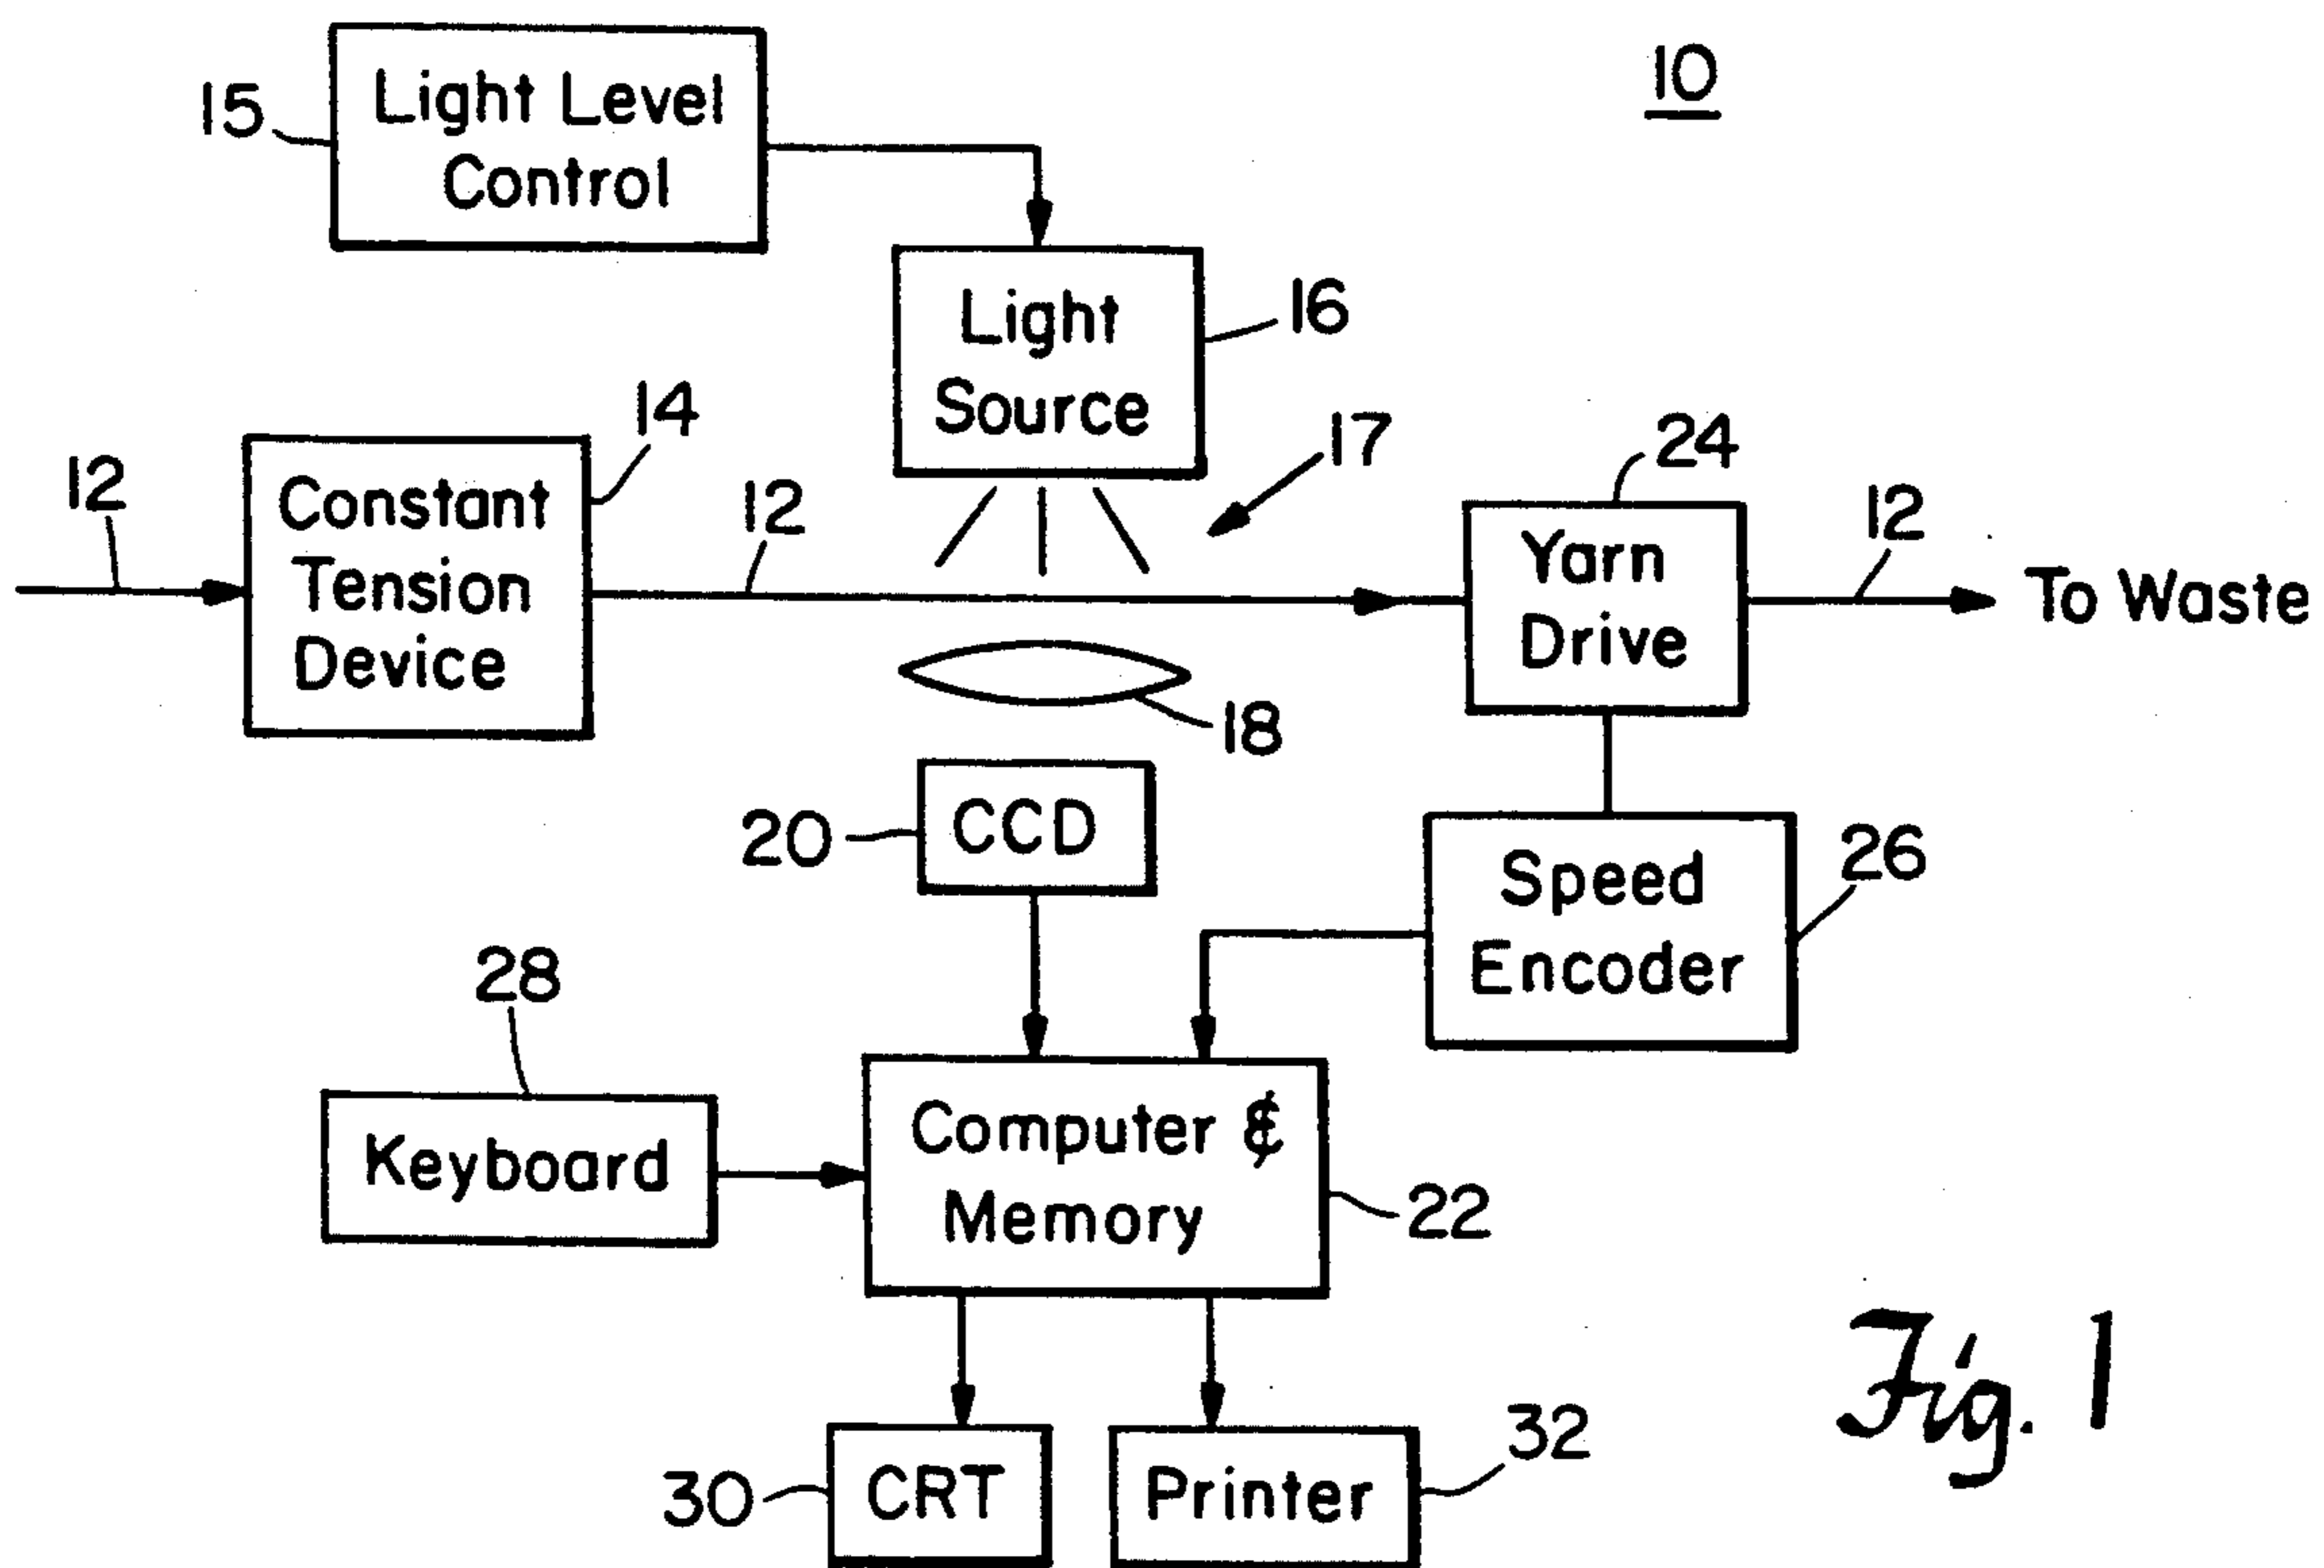 10
15
Light Level
Control
Light
Source
16
17
14
12
Constant
Tension
Device
12
24
Yarn
Drive
12
To Waste
18
20
CCD
26
Speed
Encoder
28
Keyboard
Computer &
Memory
22
30
CRT
Printer
32
Fig. 1